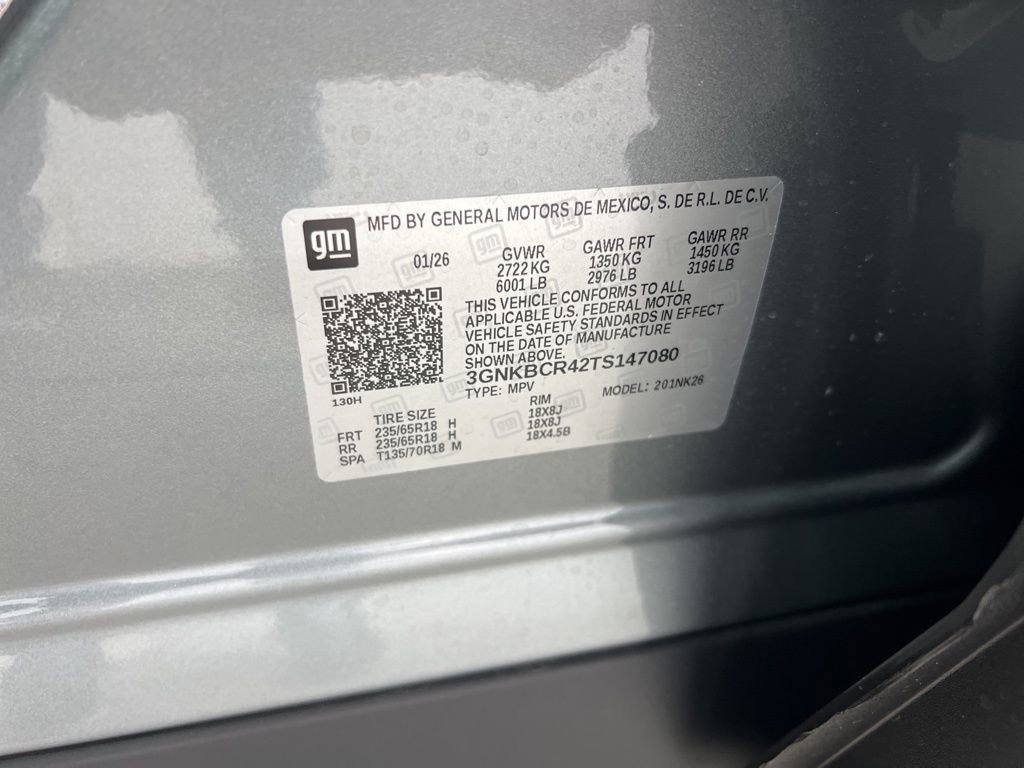 gm
MFD BY GENERAL MOTORS DE MEXICO, S. DE R.L. DE C.V.
01/26 GVWR GAWR FRT GAWR RR
2722 KG 1350 KG 1450 KG
6001 LB 2976 LB 3196 LB
THIS VEHICLE CONFORMS TO ALL
APPLICABLE U.S. FEDERAL MOTOR
VEHICLE SAFETY STANDARDS IN EFFECT
ON THE DATE OF MANUFACTURE
SHOWN ABOVE.
3GNKBCR42TS147080
TYPE: MPV MODEL: 201NK26
130H
TIRE SIZE RIM
FRT 235/65R18 H 18X8J
RR 235/65R18 H 18X8J
SPA T135/70R18 M 18X4.5B